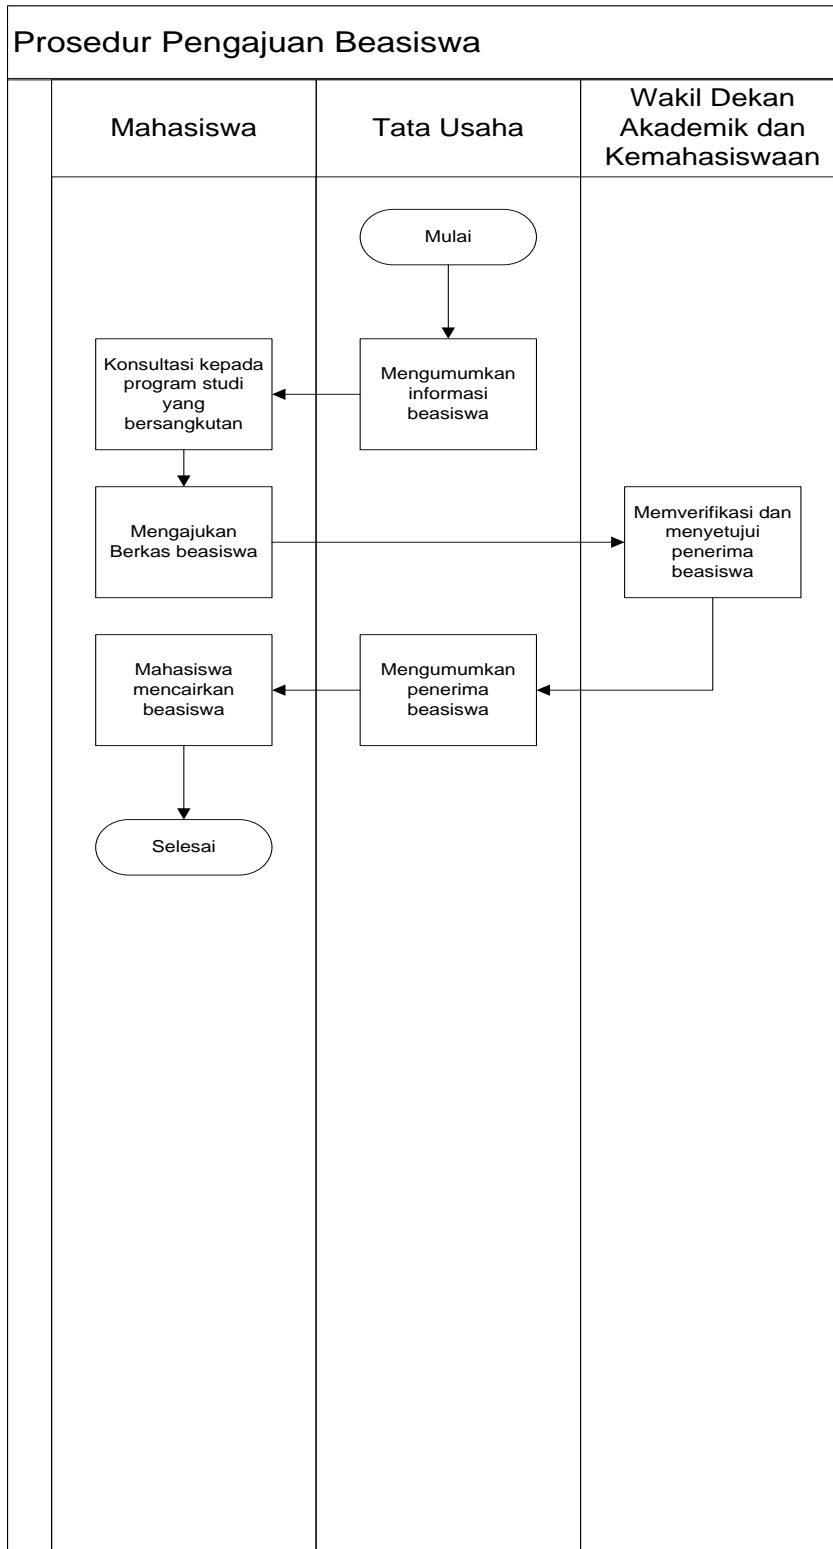 Prosedur Pengajuan Beasiswa
Mahasiswa
Tata Usaha
Wakil Dekan
Akademik dan
Kemahasiswaan
Mulai
Konsultasi kepada
program studi
yang
bersangkutan
Mengumumkan
informasi
beasiswa
Mengajukan
Berkas beasiswa
Memverifikasi dan
menyetujui
penerima
beasiswa
Mahasiswa
mencairkan
beasiswa
Mengumumkan
penerima
beasiswa
Selesai